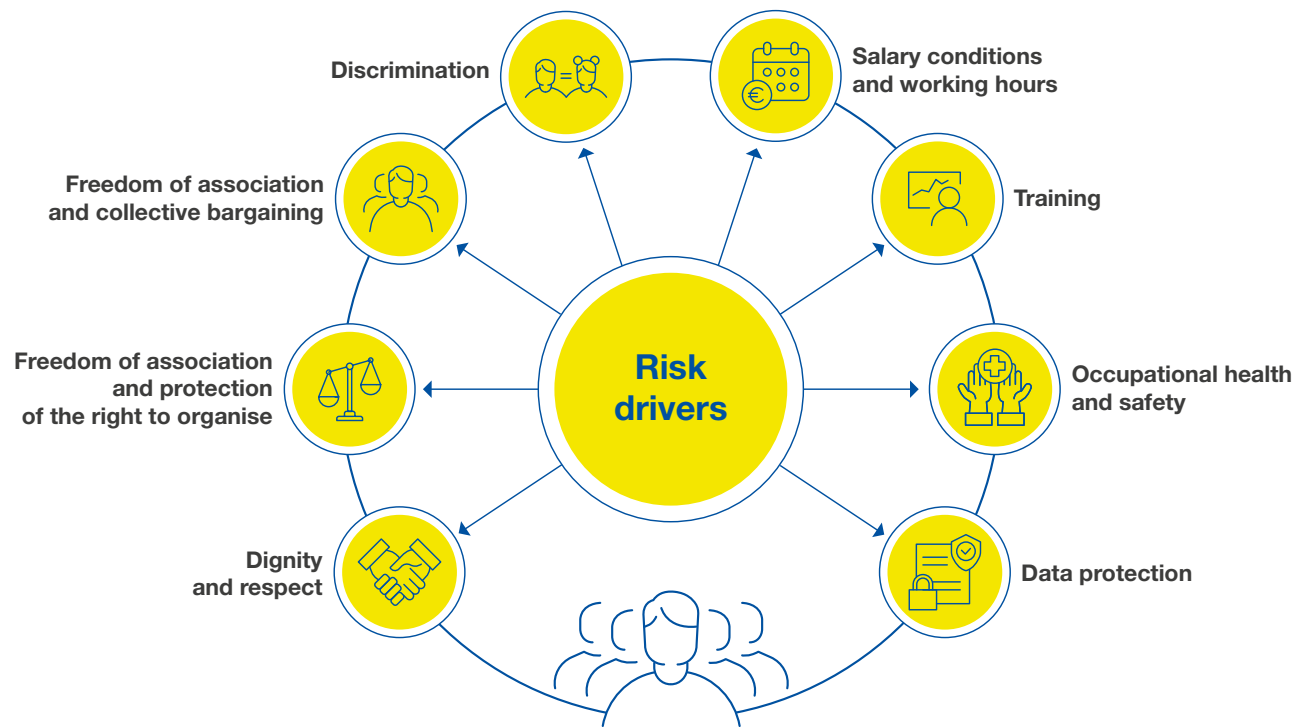 Discrimination
Salary conditions
and working hours
Freedom of association
and collective bargaining
Training
Risk
drivers
Freedom of association
and protection
of the right to organise
Occupational health
and safety
Dignity
and respect
Data protection
€